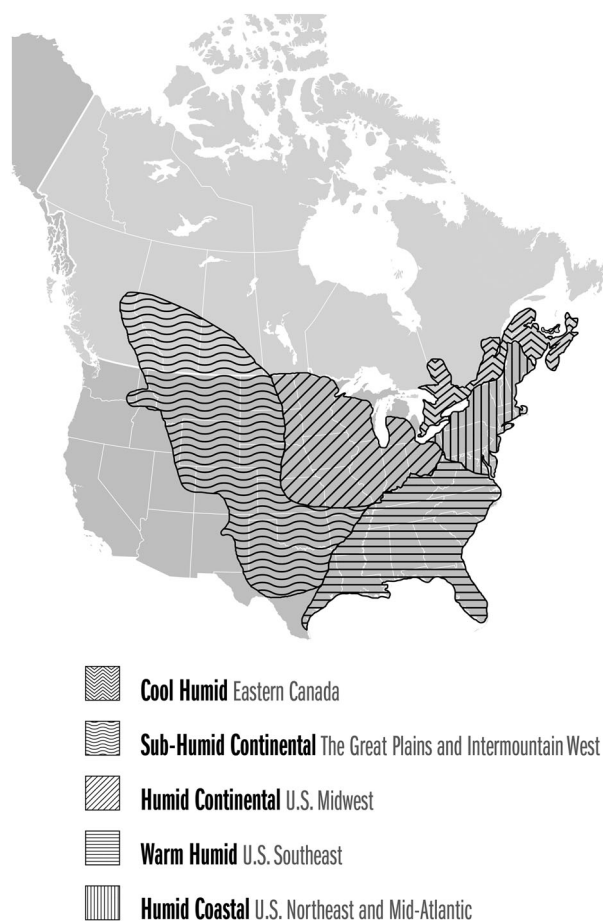 Cool Humid Eastern Canada
Sub-Humid Continental The Great Plains and Intermountain West
Humid Continental U.S. Midwest
Warm Humid U.S. Southeast
Humid Coastal U.S. Northeast and Mid-Atlantic